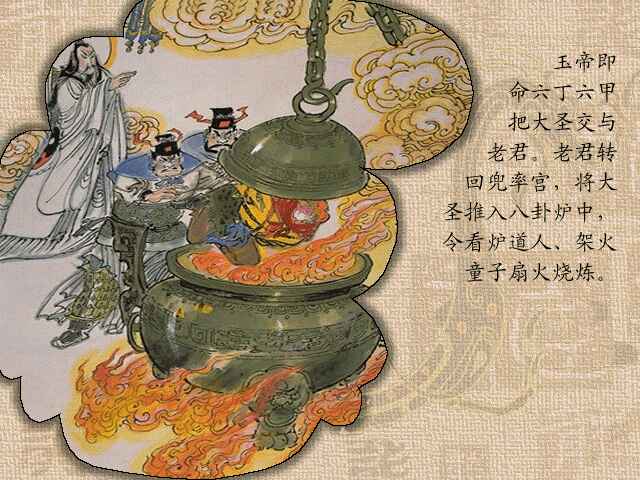 玉帝即
命六丁六甲
把大圣交与
老君。老君转
回兜率宫，将大
圣推入八卦炉中，
令看炉道人、架火
童子扇火烧炼。